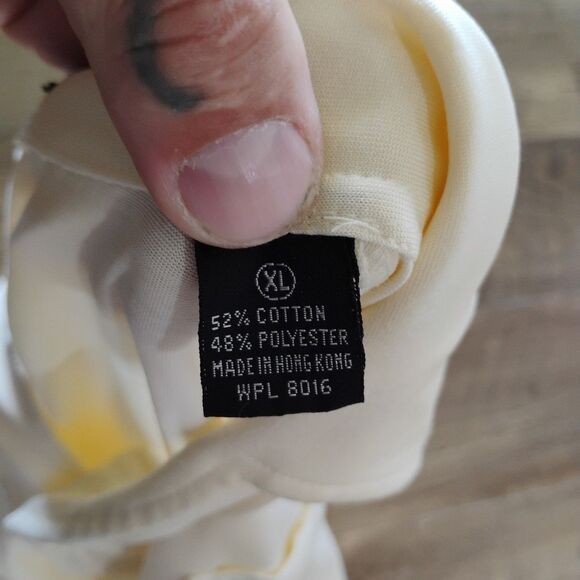 XL
52% COTTON
48% POLYESTER
MADE IN HONG KONG
WPL 8016